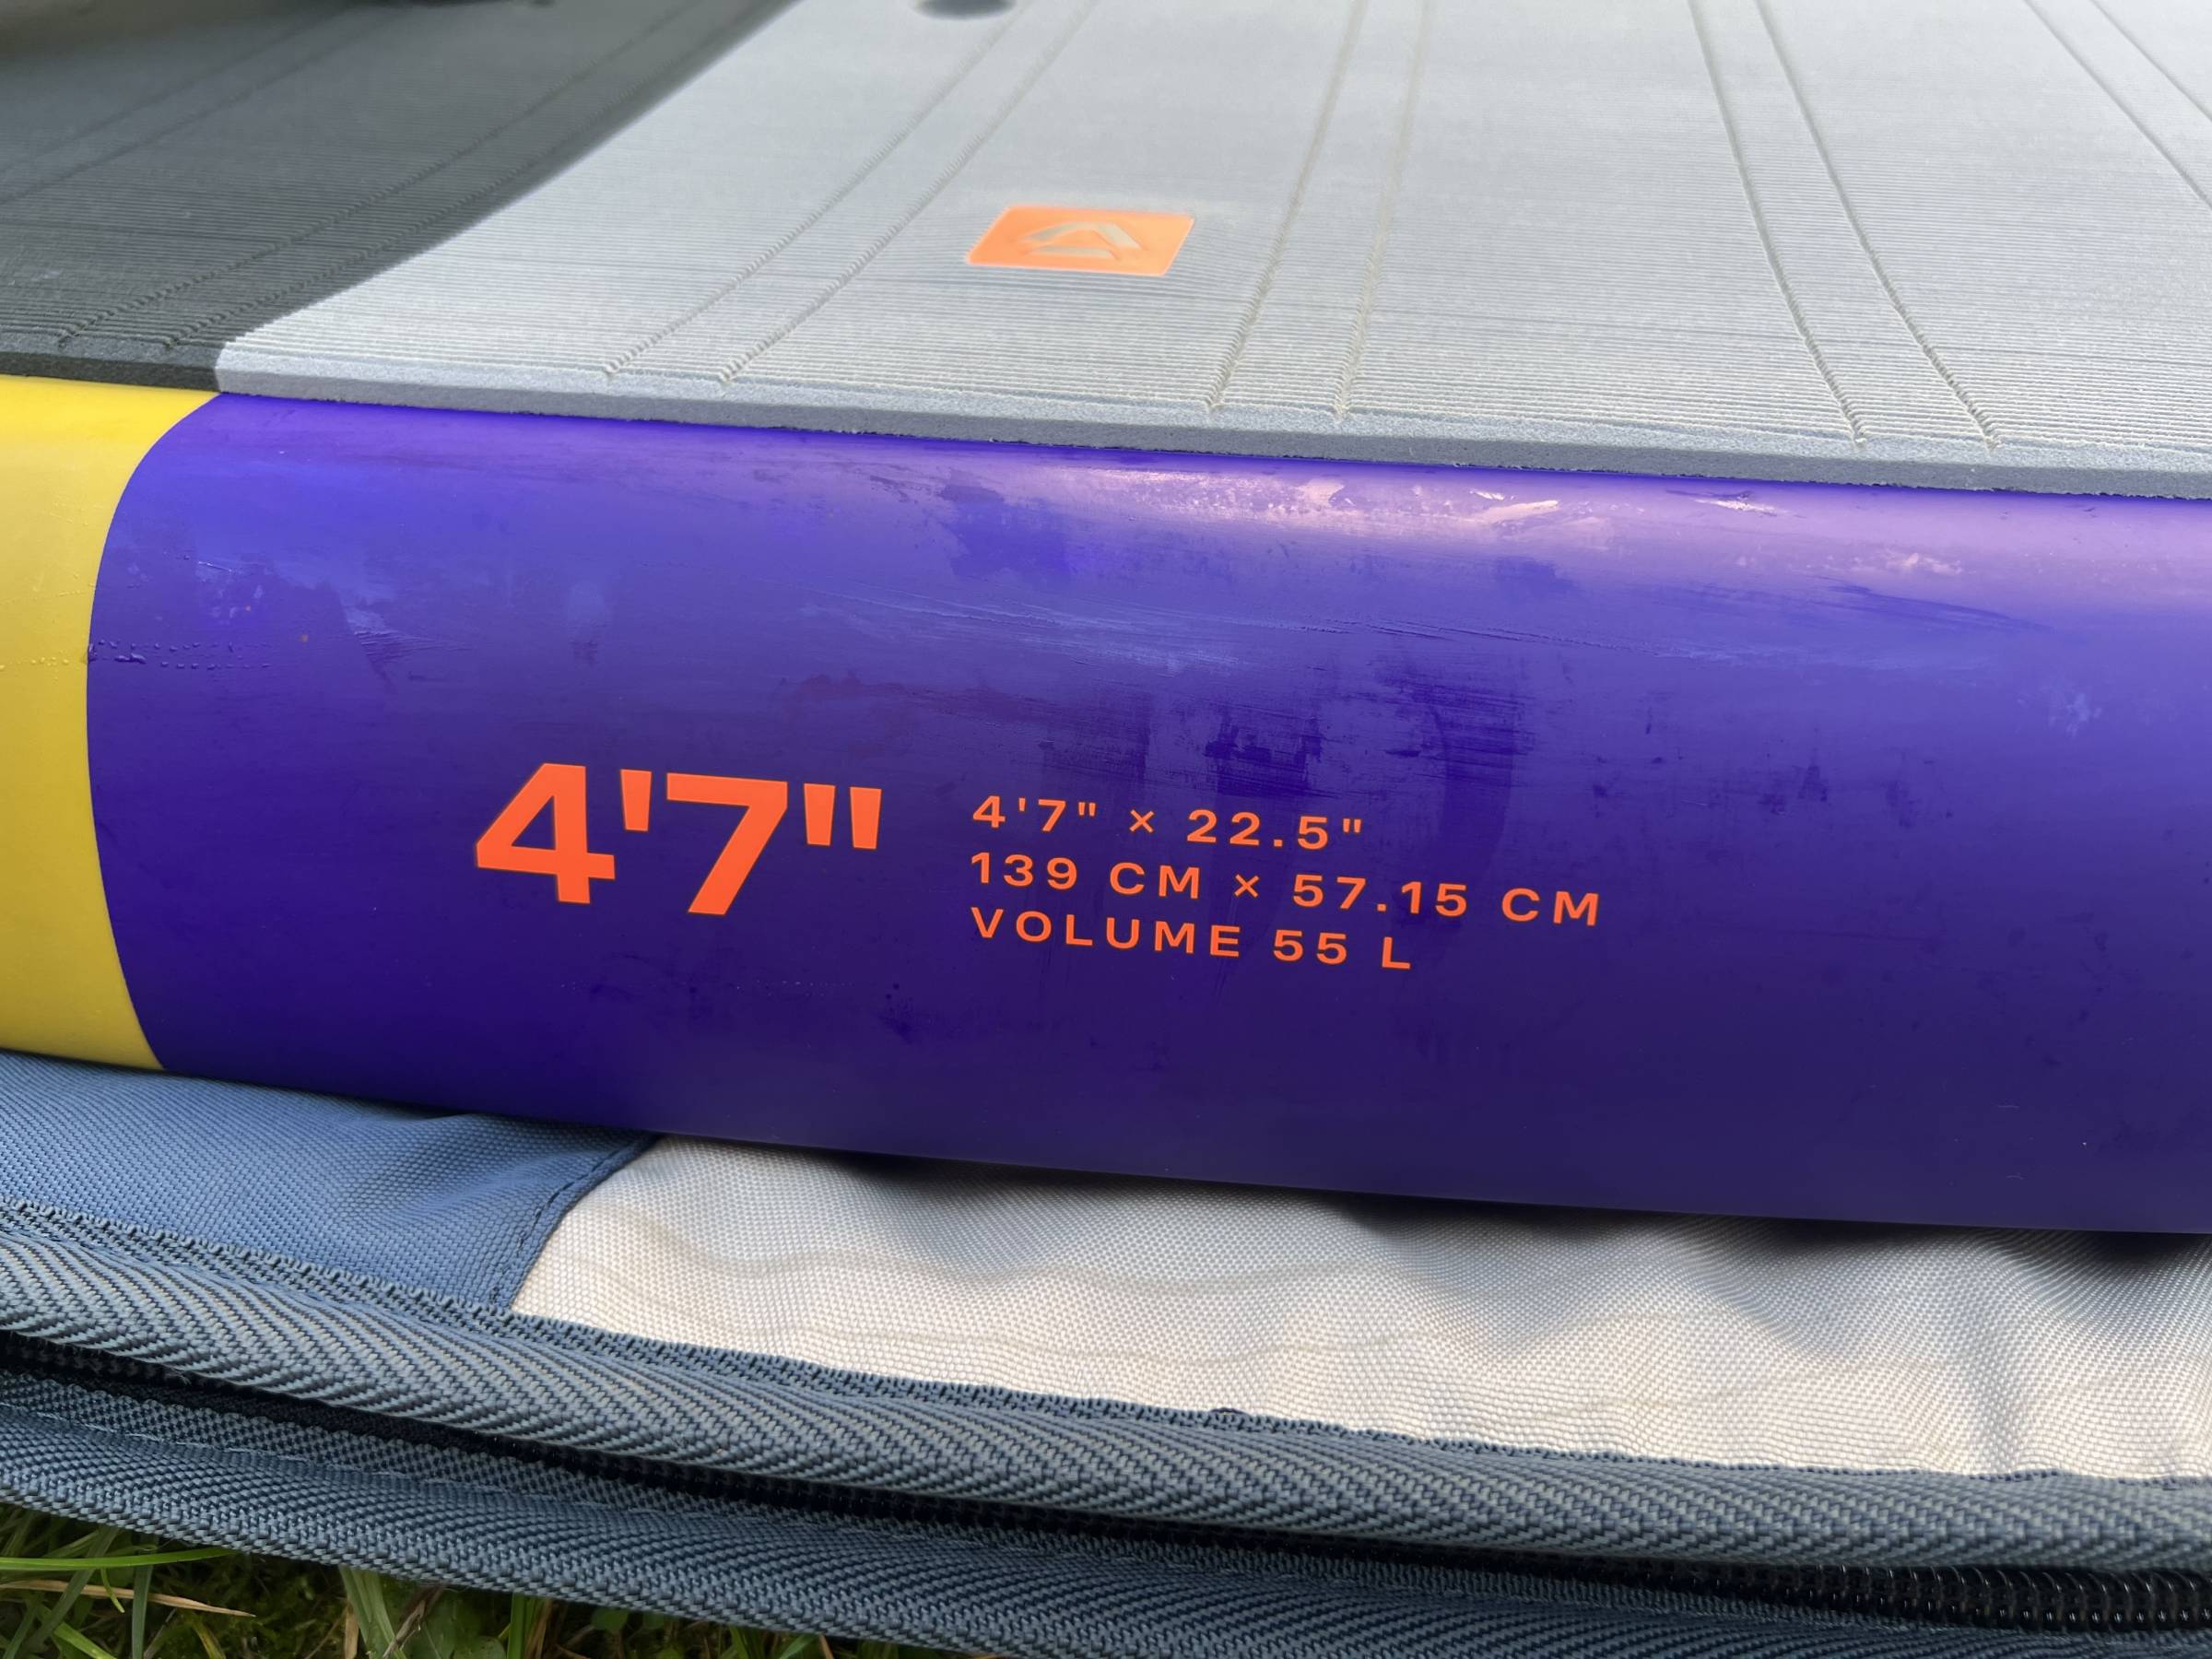 4'7"
4'7" × 22.5"
139 CM × 57.15 CM
VOLUME 55 L